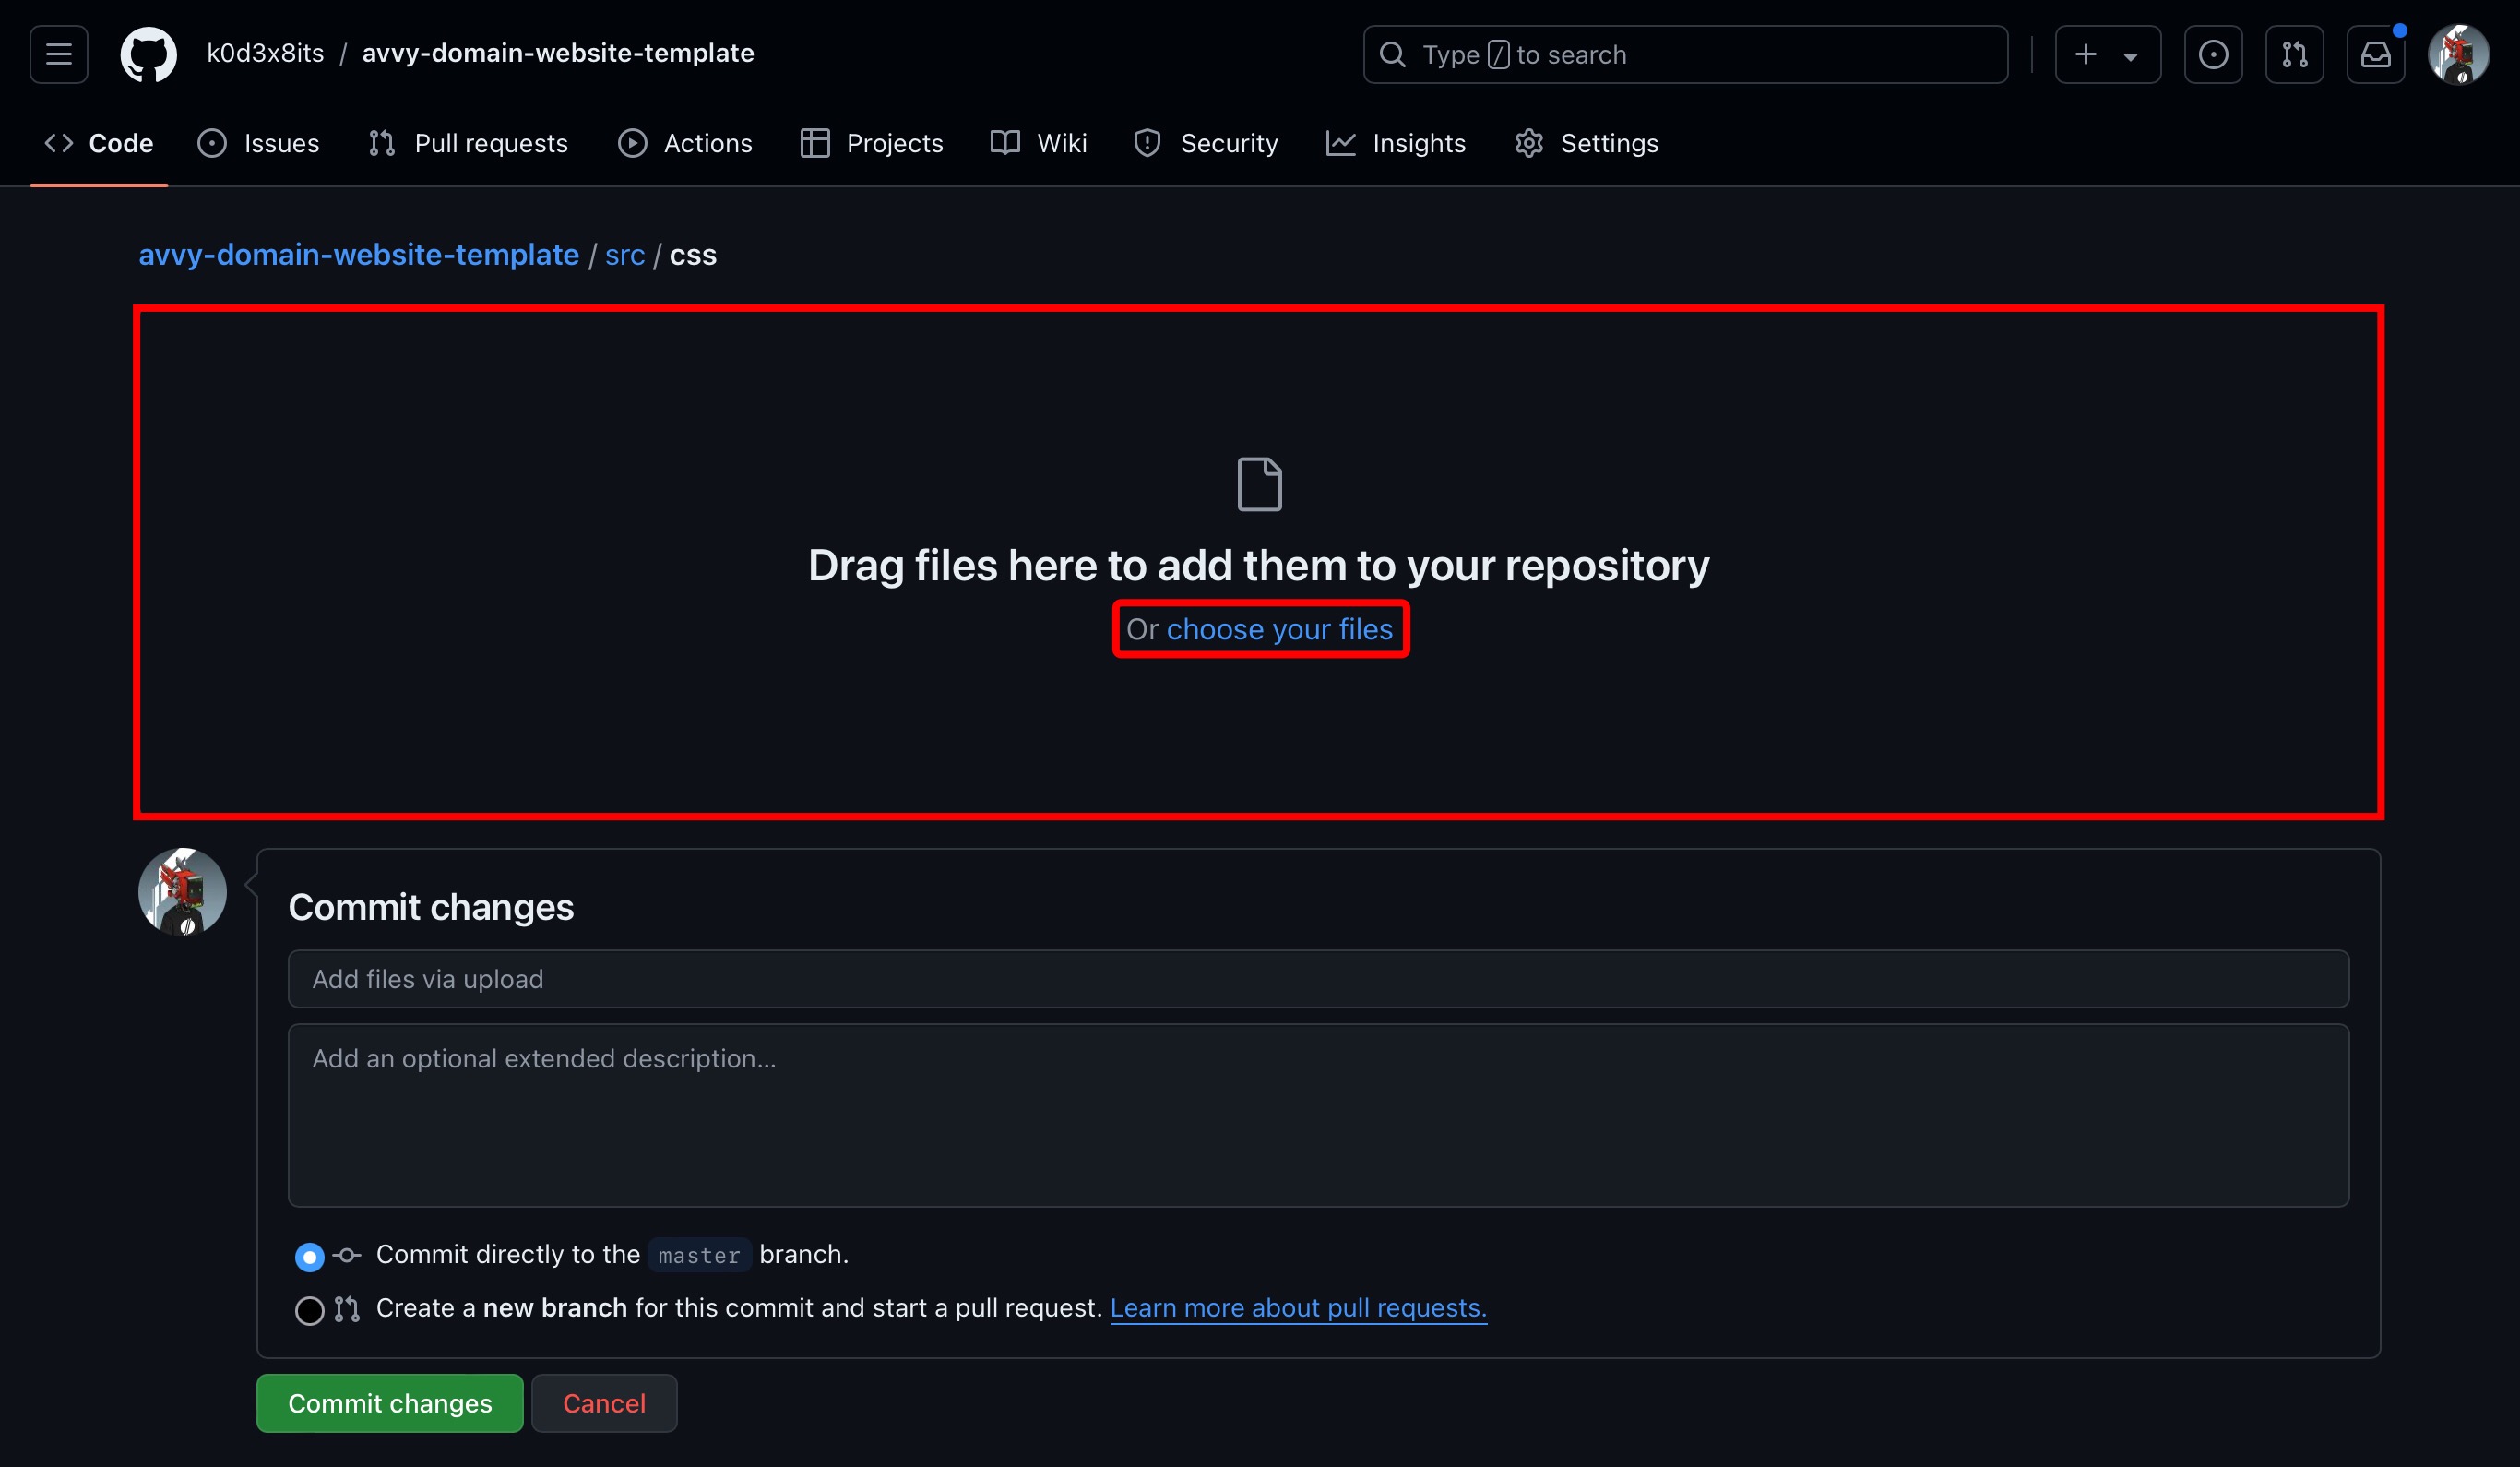 k0d3x8its / avvy-domain-website-template
Type / to search
Code Issues Pull requests Actions Projects Wiki Security Insights Settings
avvy-domain-website-template / src / css
Drag files here to add them to your repository
Or choose your files
Commit changes
Add files via upload
Add an optional extended description...
Commit directly to the master branch.
Create a new branch for this commit and start a pull request. Learn more about pull requests.
Commit changes Cancel